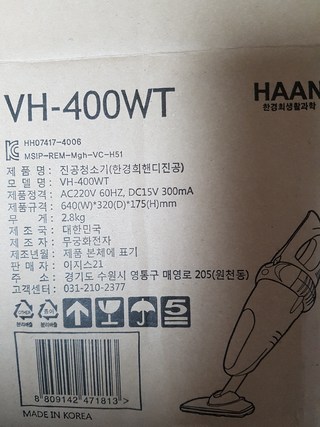 HAAN
한경희생활과학
VH-400WT
HH07417-4006
MSIP-REM-Mgh-VC-H51
제 품 명 : 진공청소기(한경희핸디진공)
모 델 명 : VH-400WT
제품정격 : AC220V 60HZ, DC15V 300mA
제품규격 : 640(W)*320(D)*175(H)mm
무 게 : 2.8kg
제 조 국 : 대한민국
제 조 자 : 무궁화전자
제조년월 : 제품 본체에 표기
판 매 자 : 이지스21
주 소 : 경기도 수원시 영통구 매영로 205(원천동)
고객센터 : 031-210-2377
5
8 809142 471813 >
MADE IN KOREA